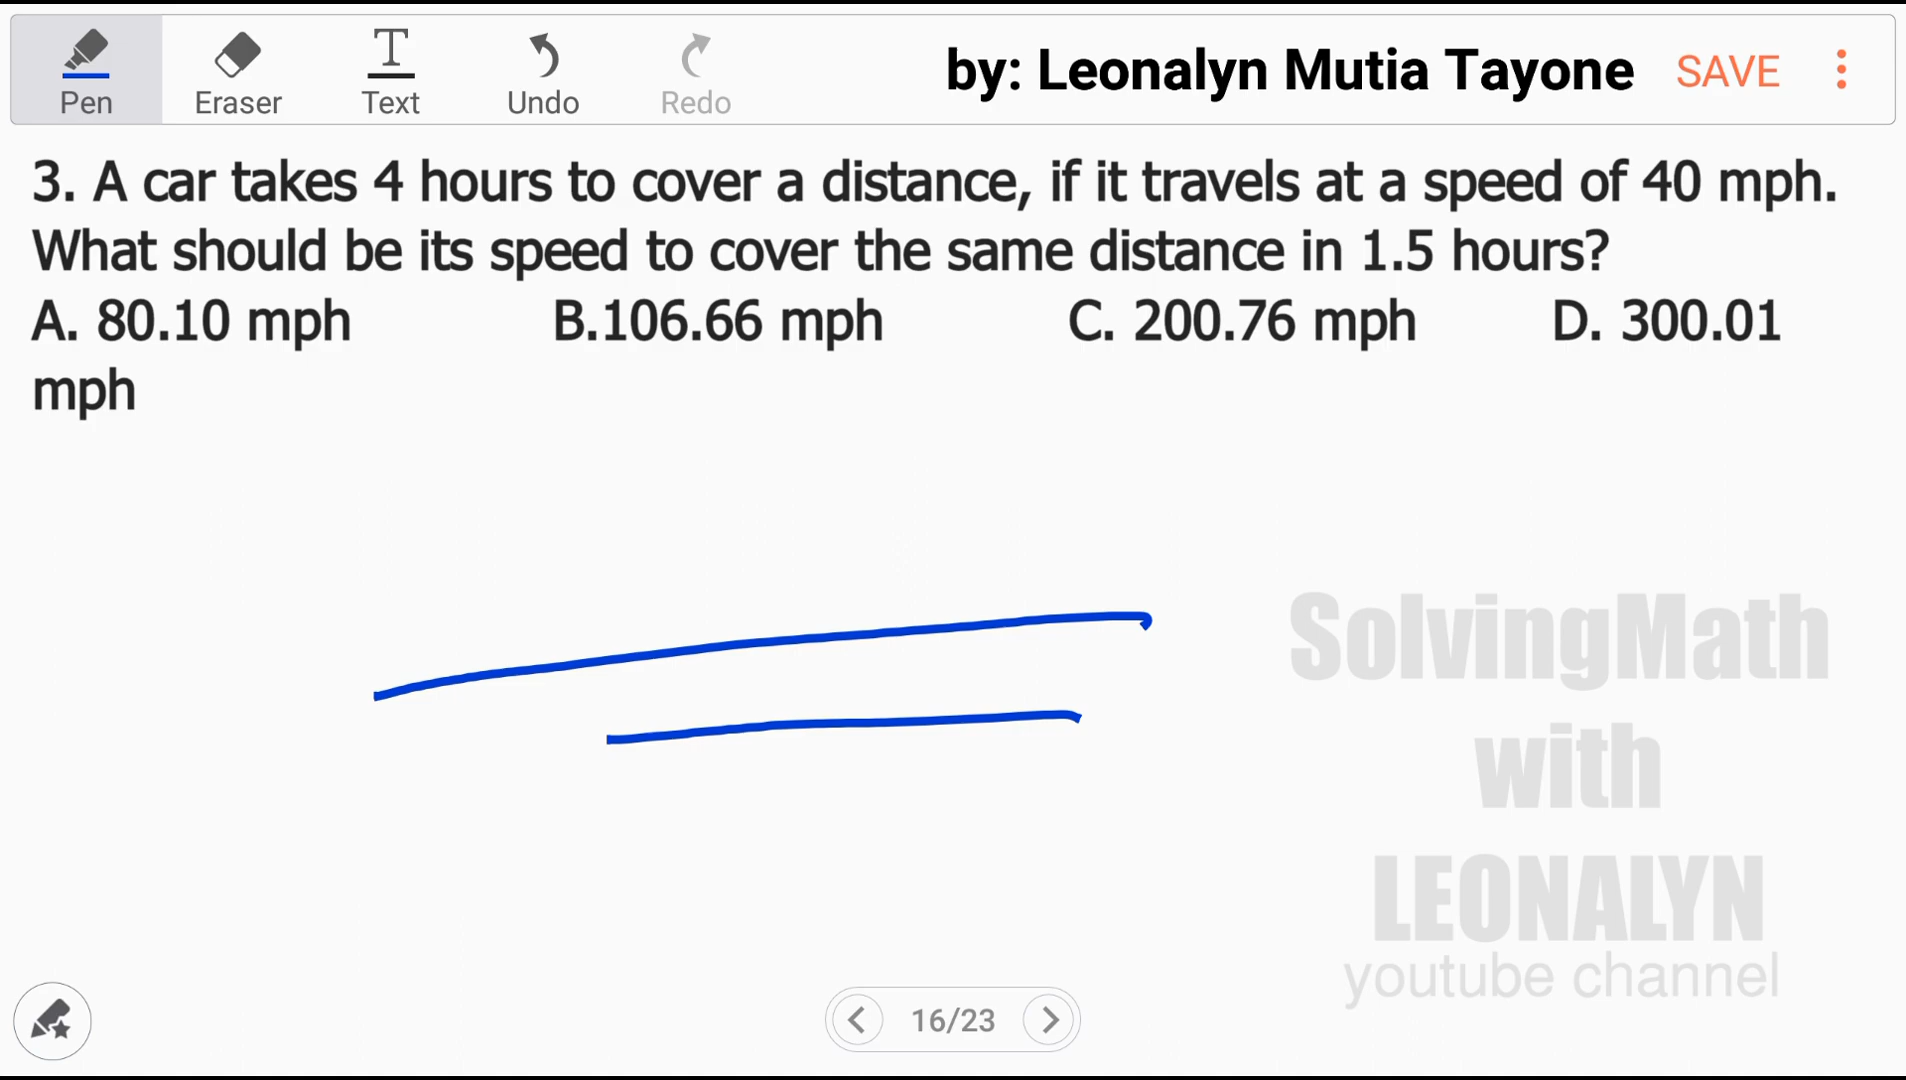 Pen
Eraser
Text
Undo
Redo
by: Leonalyn Mutia Tayone
SAVE
3. A car takes 4 hours to cover a distance, if it travels at a speed of 40 mph.
What should be its speed to cover the same distance in 1.5 hours?
A. 80.10 mph B.106.66 mph C. 200.76 mph D. 300.01
mph
SolvingMath
with
LEONALYN
youtube channel
16/23